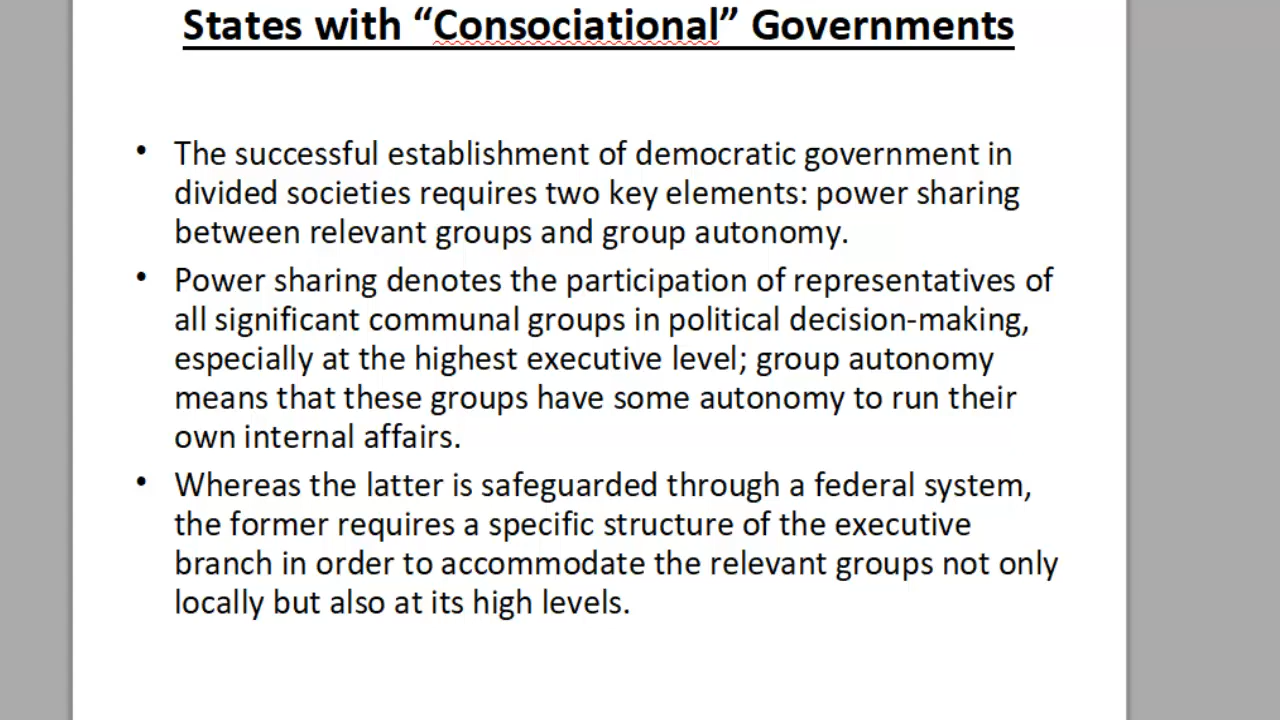 States with “Consociational” Governments
• The successful establishment of democratic government in
divided societies requires two key elements: power sharing
between relevant groups and group autonomy.
• Power sharing denotes the participation of representatives of
all significant communal groups in political decision-making,
especially at the highest executive level; group autonomy
means that these groups have some autonomy to run their
own internal affairs.
• Whereas the latter is safeguarded through a federal system,
the former requires a specific structure of the executive
branch in order to accommodate the relevant groups not only
locally but also at its high levels.